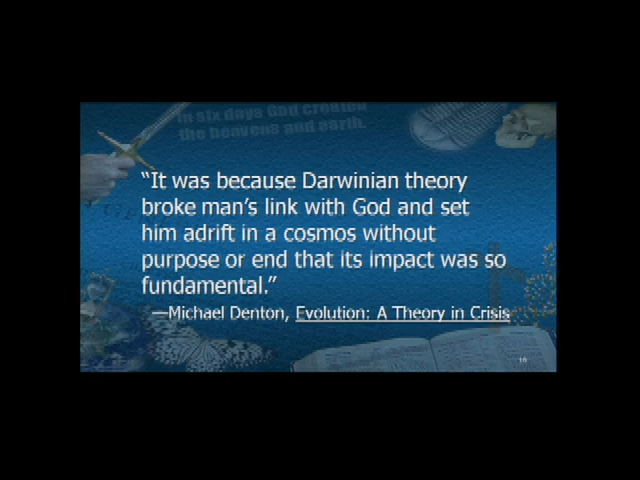 In six days God created
the heavens and earth.
“It was because Darwinian theory
broke man’s link with God and set
him adrift in a cosmos without
purpose or end that its impact was so
fundamental.”
—Michael Denton, Evolution: A Theory in Crisis